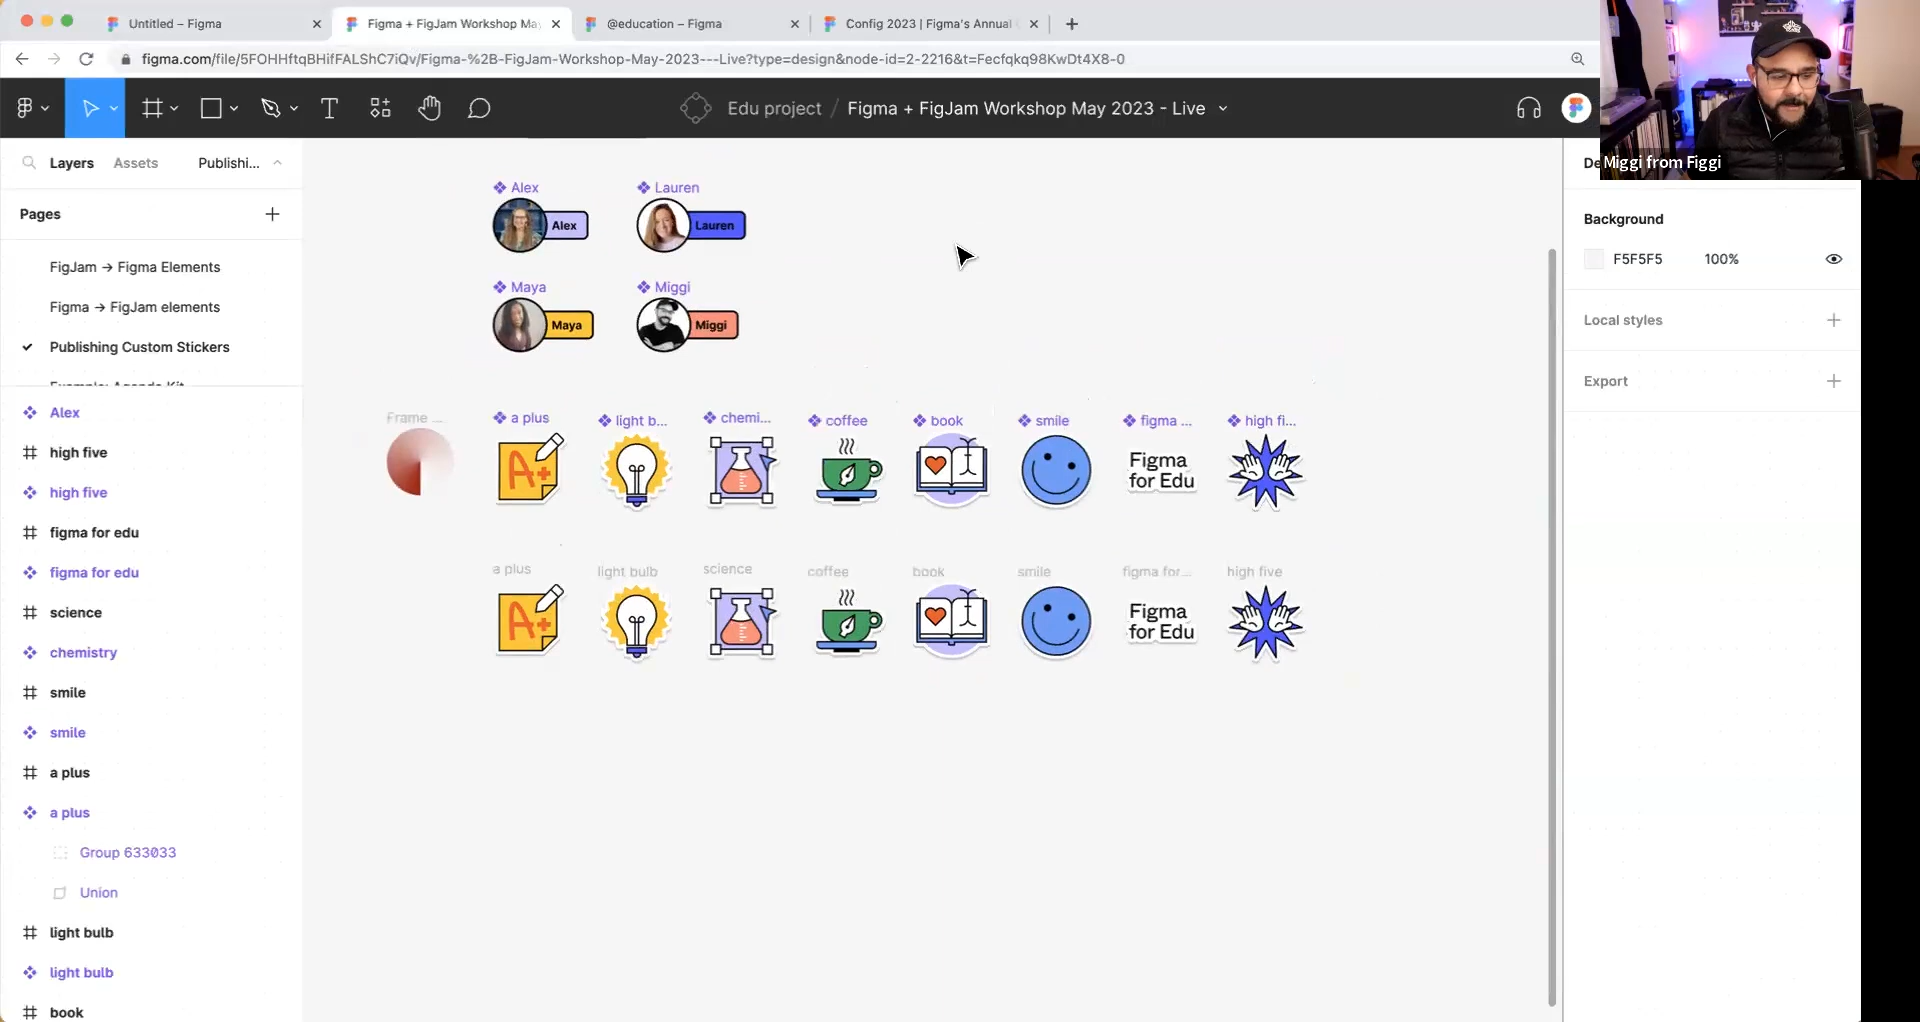 Untitled – Figma
Figma + FigJam Workshop May
@education – Figma
Config 2023 | Figma's Annual
figma.com/file/5FOHHftqBHifFALShC7iQv/Figma-%2B-FigJam-Workshop-May-2023---Live?type=design&node-id=2-2216&t=Fecfqkq98KwDt4X8-0
Edu project / Figma + FigJam Workshop May 2023 - Live
Miggi from Figgi
Layers
Assets
Publishi...
De
Pages
FigJam → Figma Elements
Figma → FigJam elements
Publishing Custom Stickers
Example: Agenda Kit
Alex
high five
high five
figma for edu
figma for edu
science
chemistry
smile
smile
a plus
a plus
Group 633033
Union
light bulb
light bulb
book
Alex
Lauren
Alex
Lauren
Maya
Miggi
Maya
Miggi
Frame ...
a plus
light b...
chemi...
coffee
book
smile
figma ...
high fi...
A+
Figma
for Edu
a plus
light bulb
science
coffee
book
smile
figma for...
high five
A+
Figma
for Edu
Background
F5F5F5
100%
Local styles
Export